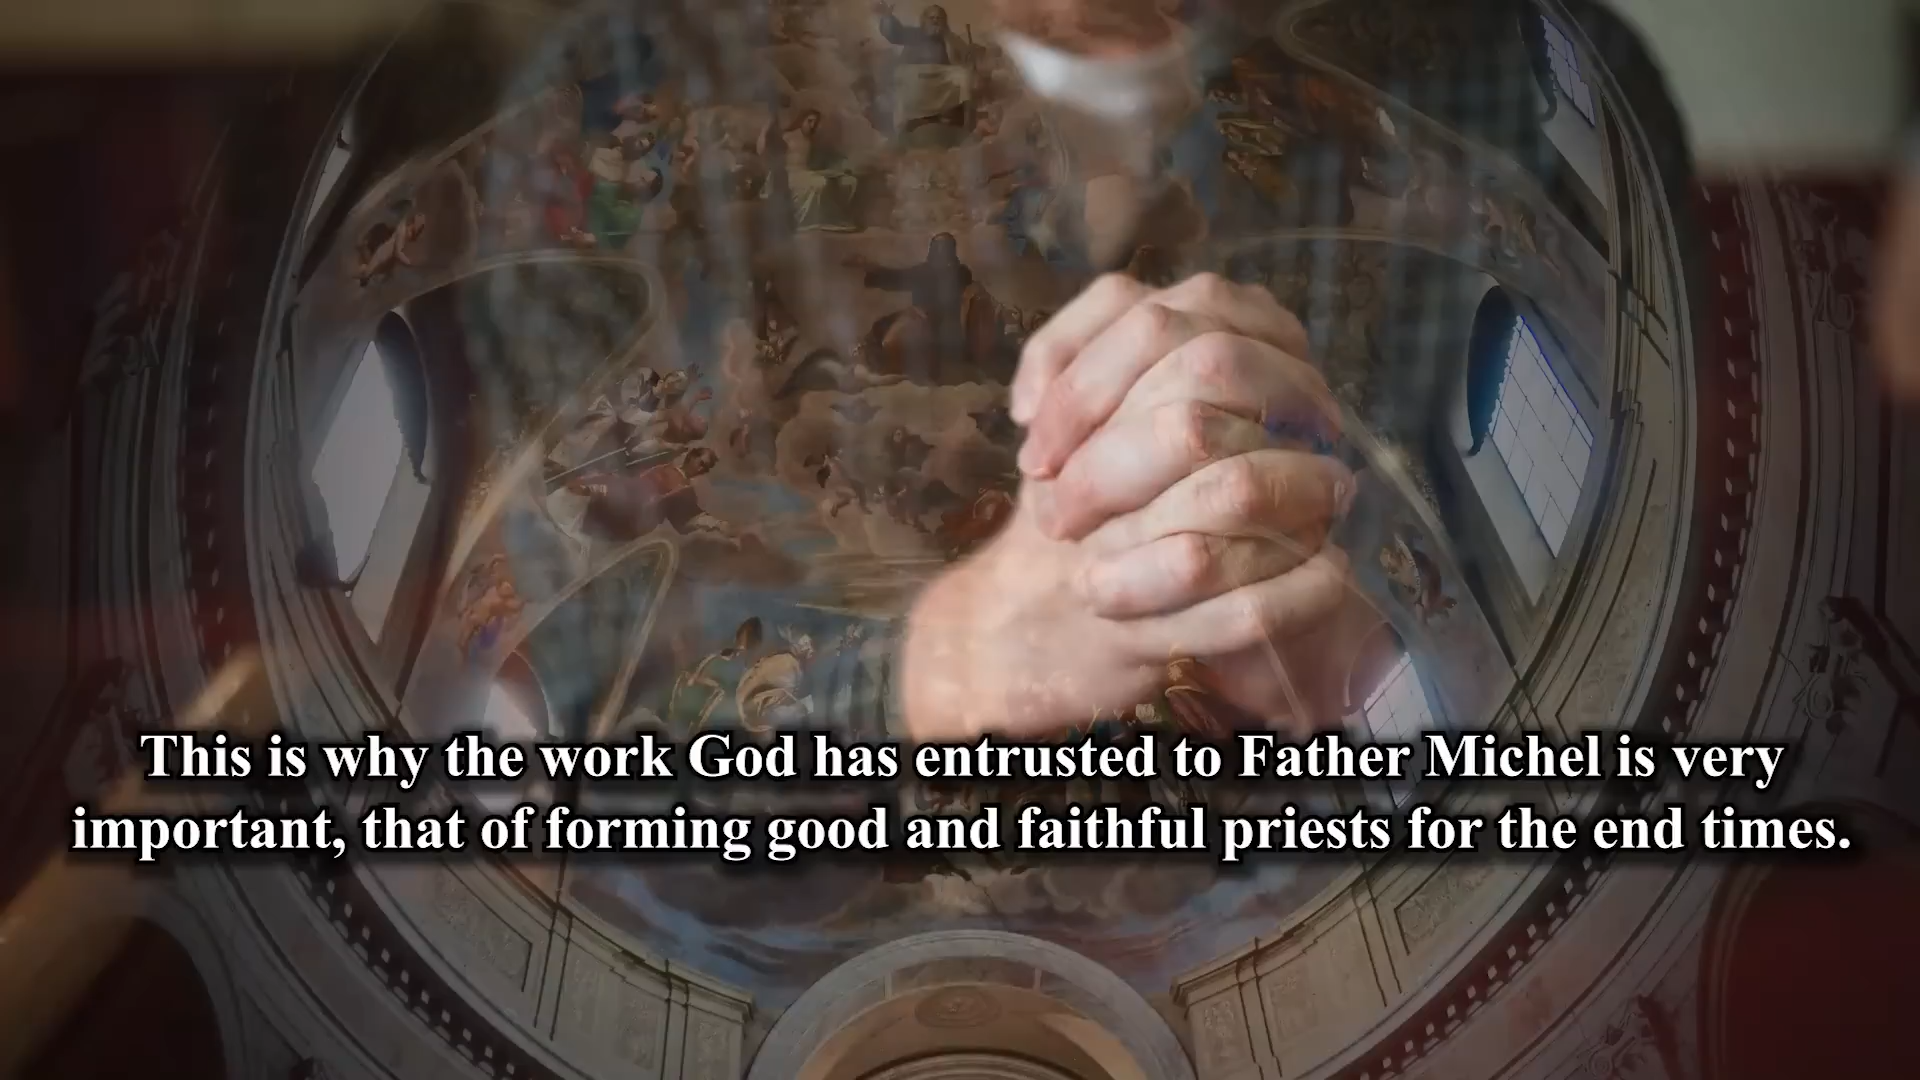 This is why the work God has entrusted to Father Michel is very
important, that of forming good and faithful priests for the end times.